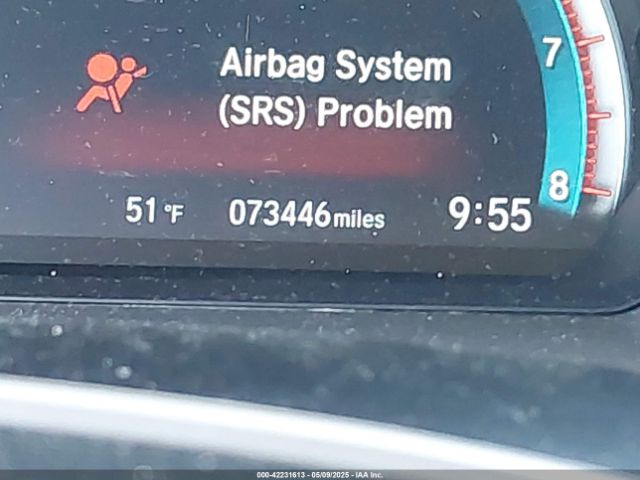 7
Airbag System
(SRS) Problem
8
51 °F 073446 miles 9:55
000-42231613 - 05/09/2025 - IAA Inc.